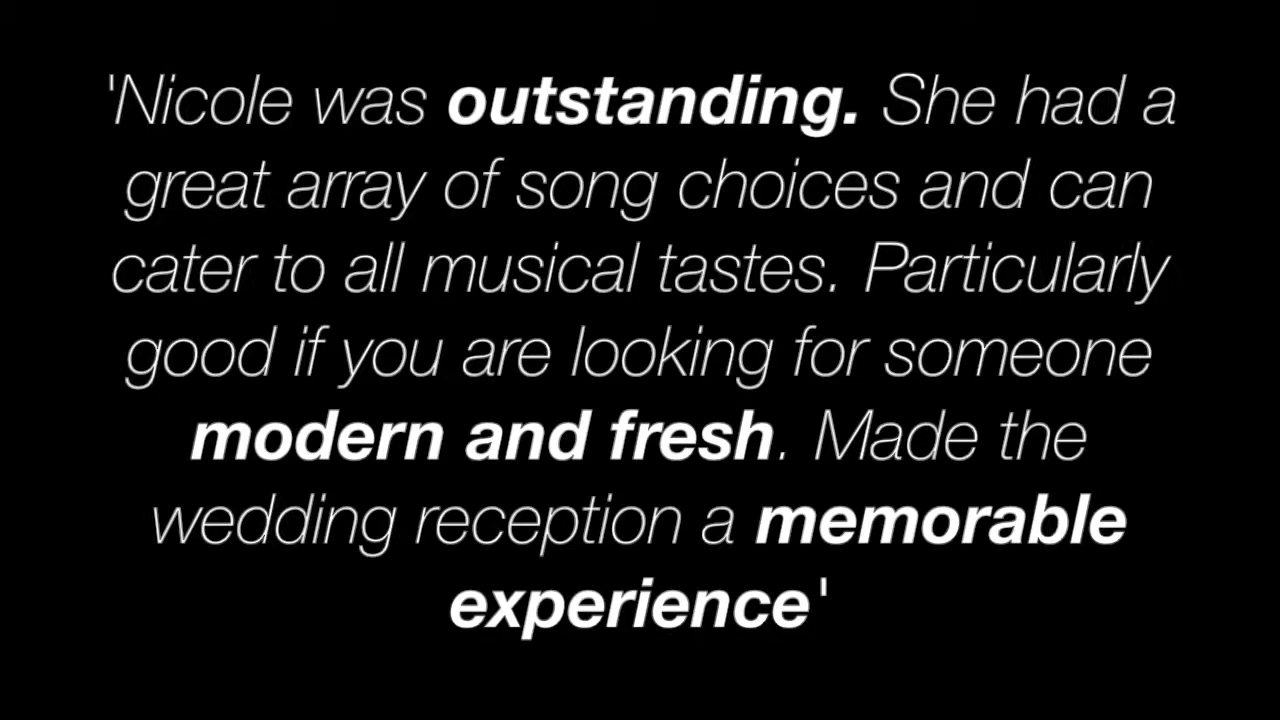 'Nicole was outstanding. She had a
great array of song choices and can
cater to all musical tastes. Particularly
good if you are looking for someone
modern and fresh. Made the
wedding reception a memorable
experience'